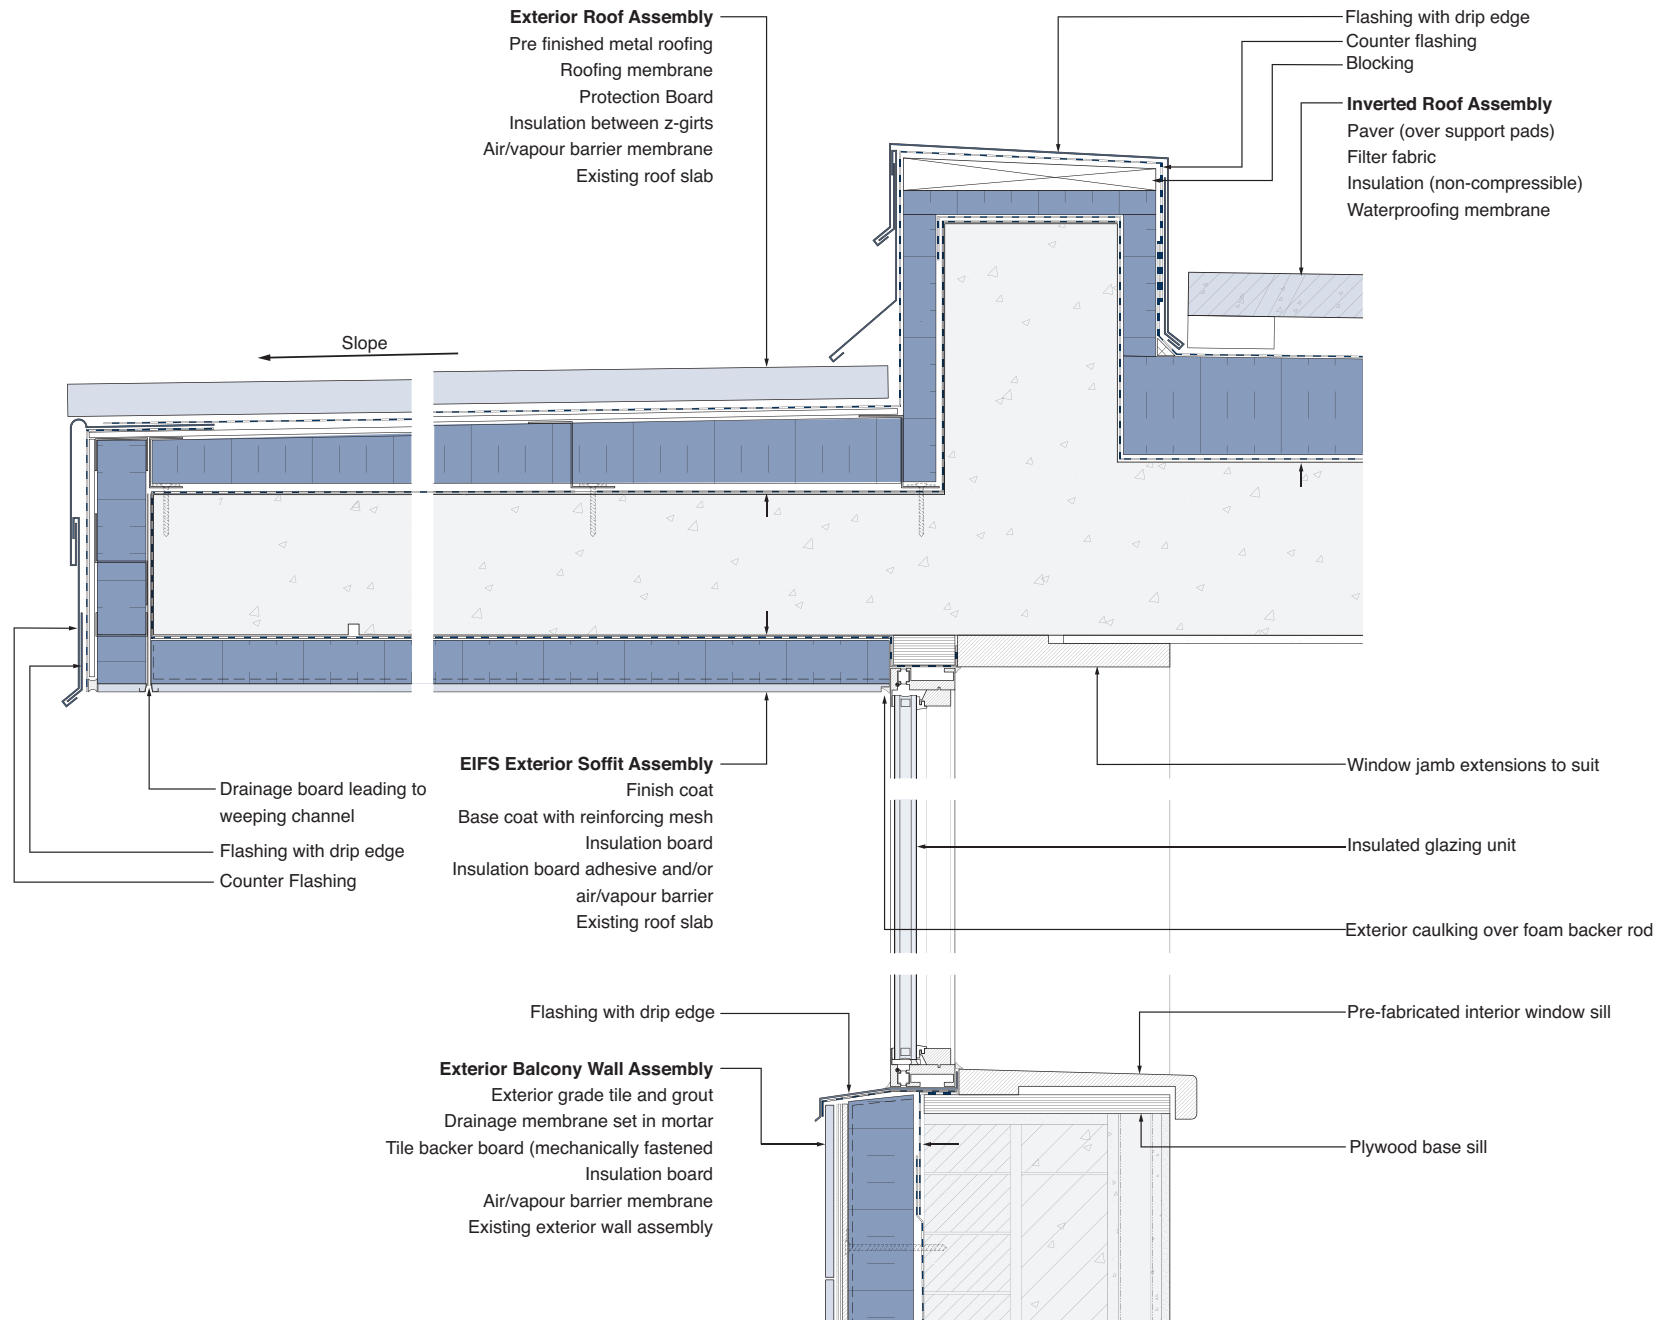 Exterior Roof Assembly
Pre finished metal roofing
Roofing membrane
Protection Board
Insulation between z-girts
Air/vapour barrier membrane
Existing roof slab
Flashing with drip edge
Counter flashing
Blocking
Inverted Roof Assembly
Paver (over support pads)
Filter fabric
Insulation (non-compressible)
Waterproofing membrane
Slope
Drainage board leading to
weeping channel
Flashing with drip edge
Counter Flashing
EIFS Exterior Soffit Assembly
Finish coat
Base coat with reinforcing mesh
Insulation board
Insulation board adhesive and/or
air/vapour barrier
Existing roof slab
Window jamb extensions to suit
Insulated glazing unit
Exterior caulking over foam backer rod
Flashing with drip edge
Exterior Balcony Wall Assembly
Exterior grade tile and grout
Drainage membrane set in mortar
Tile backer board (mechanically fastened
Insulation board
Air/vapour barrier membrane
Existing exterior wall assembly
Pre-fabricated interior window sill
Plywood base sill